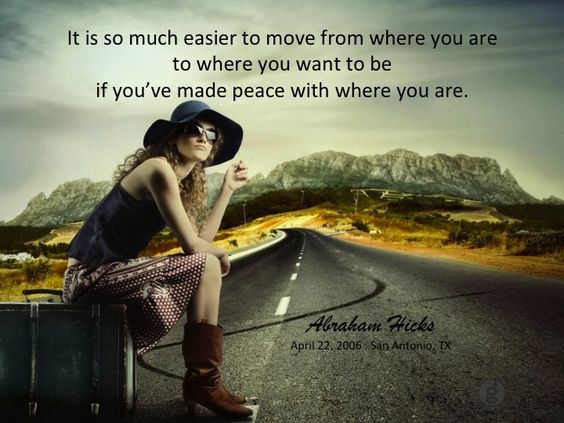 It is so much easier to move from where you are
to where you want to be
if you’ve made peace with where you are.
Abraham Hicks
April 22, 2006 . San Antonio, TX